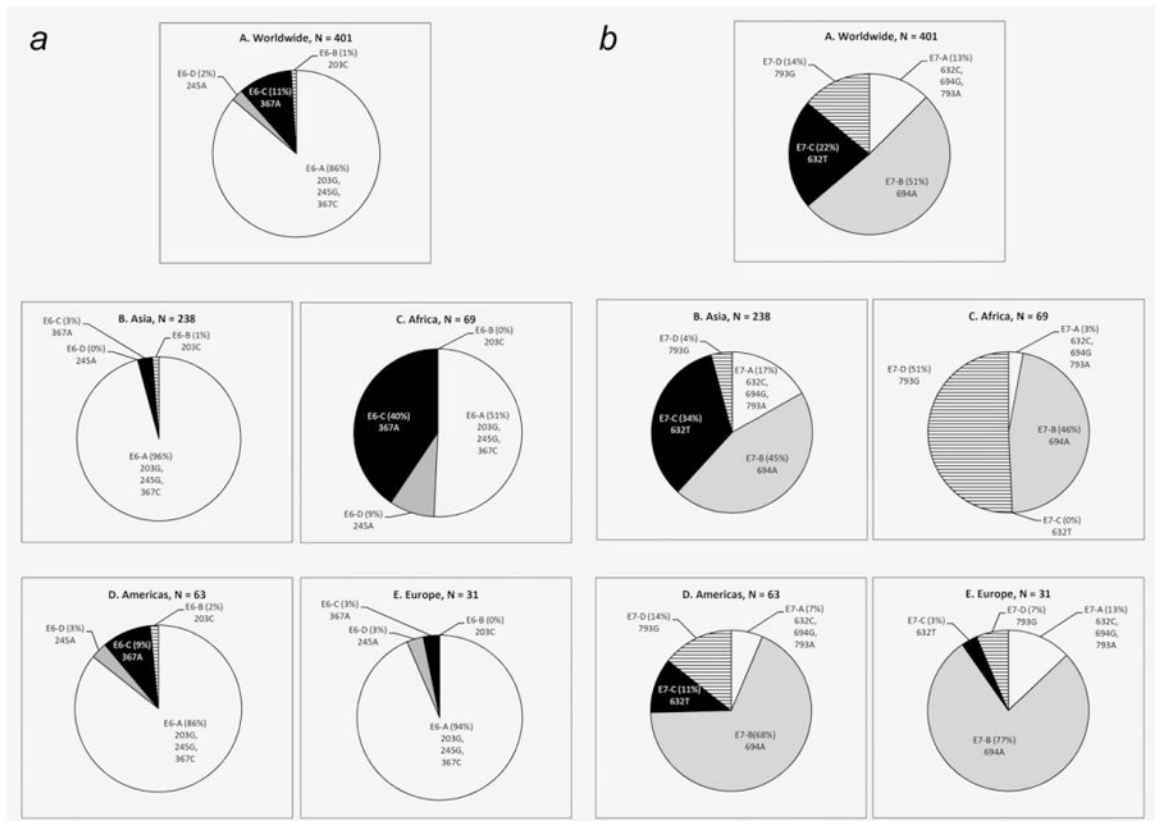 a
A. Worldwide, N = 401
E6-B (1%)
203C
E6-D (2%)
245A
E6-C (11%)
367A
E6-A (86%)
203G,
245G,
367C
B. Asia, N = 238
E6-C (3%)
367A
E6-B (1%)
203C
E6-D (0%)
245A
E6-A (96%)
203G,
245G,
367C
C. Africa, N = 69
E6-B (0%)
203C
E6-C (40%)
367A
E6-A (51%)
203G,
245G,
367C
E6-D (9%)
245A
D. Americas, N = 63
E6-B (2%)
203C
E6-D (3%)
245A
E6-C (9%)
367A
E6-A (86%)
203G,
245G,
367C
E. Europe, N = 31
E6-C (3%)
367A
E6-B (0%)
203C
E6-D (3%)
245A
E6-A (94%)
203G,
245G,
367C
b
A. Worldwide, N = 401
E7-D (14%)
793G
E7-A (13%)
632C,
694G,
793A
E7-C (22%)
632T
E7-B (51%)
694A
B. Asia, N = 238
E7-D (4%)
793G
E7-A (17%)
632C,
694G,
793A
E7-C (34%)
632T
E7-B (45%)
694A
C. Africa, N = 69
E7-A (3%)
632C,
694G
793A
E7-D (51%)
793G
E7-B (46%)
694A
E7-C (0%)
632T
D. Americas, N = 63
E7-D (14%)
793G
E7-A (7%)
632C,
694G,
793A
E7-C (11%)
632T
E7-B(68%)
694A
E. Europe, N = 31
E7-D (7%)
793G
E7-A (13%)
632C,
694G,
793A
E7-C (3%)
632T
E7-B (77%)
694A